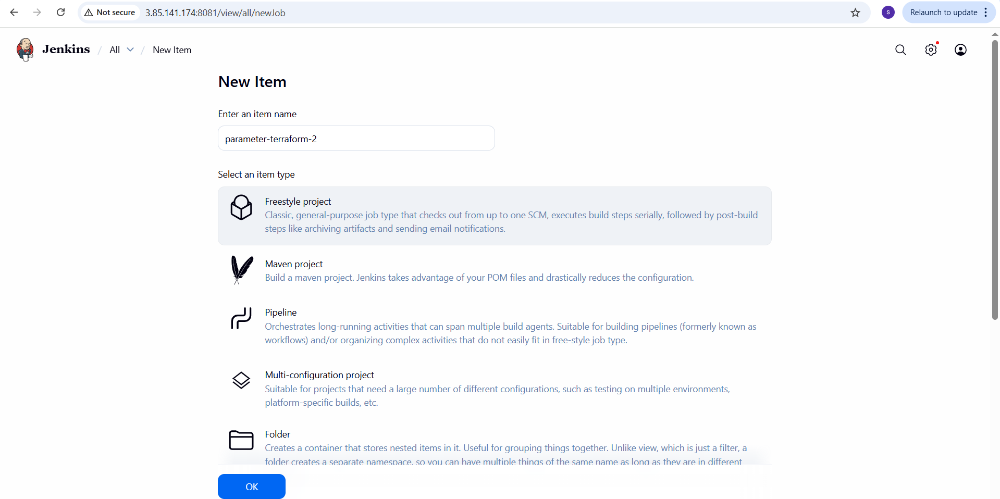 Not secure 3.85.141.174:8081/view/all/newJob S Relaunch to update
Jenkins / All / New Item
New Item
Enter an item name
parameter-terraform-2
Select an item type
Freestyle project
Classic, general-purpose job type that checks out from up to one SCM, executes build steps serially, followed by post-build
steps like archiving artifacts and sending email notifications.
Maven project
Build a maven project. Jenkins takes advantage of your POM files and drastically reduces the configuration.
Pipeline
Orchestrates long-running activities that can span multiple build agents. Suitable for building pipelines (formerly known as
workflows) and/or organizing complex activities that do not easily fit in free-style job type.
Multi-configuration project
Suitable for projects that need a large number of different configurations, such as testing on multiple environments,
platform-specific builds, etc.
Folder
Creates a container that stores nested items in it. Useful for grouping things together. Unlike view, which is just a filter, a
folder creates a separate namespace, so you can have multiple things of the same name as long as they are in different
OK